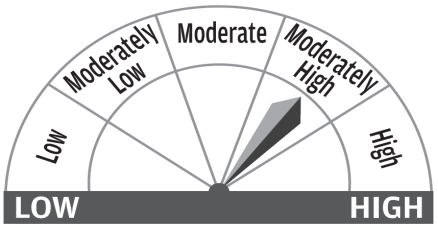 Low
Moderately
Low
Moderate
Moderately
High
High
LOW
HIGH